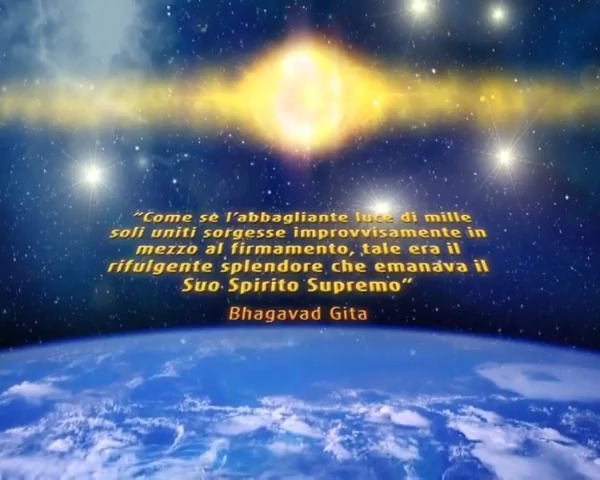 "Come se l'abbagliante luce di mille
soli uniti sorgesse improvvisamente in
mezzo al firmamento, tale era il
rifulgente splendore che emanava il
Suo Spirito Supremo"
Bhagavad Gita